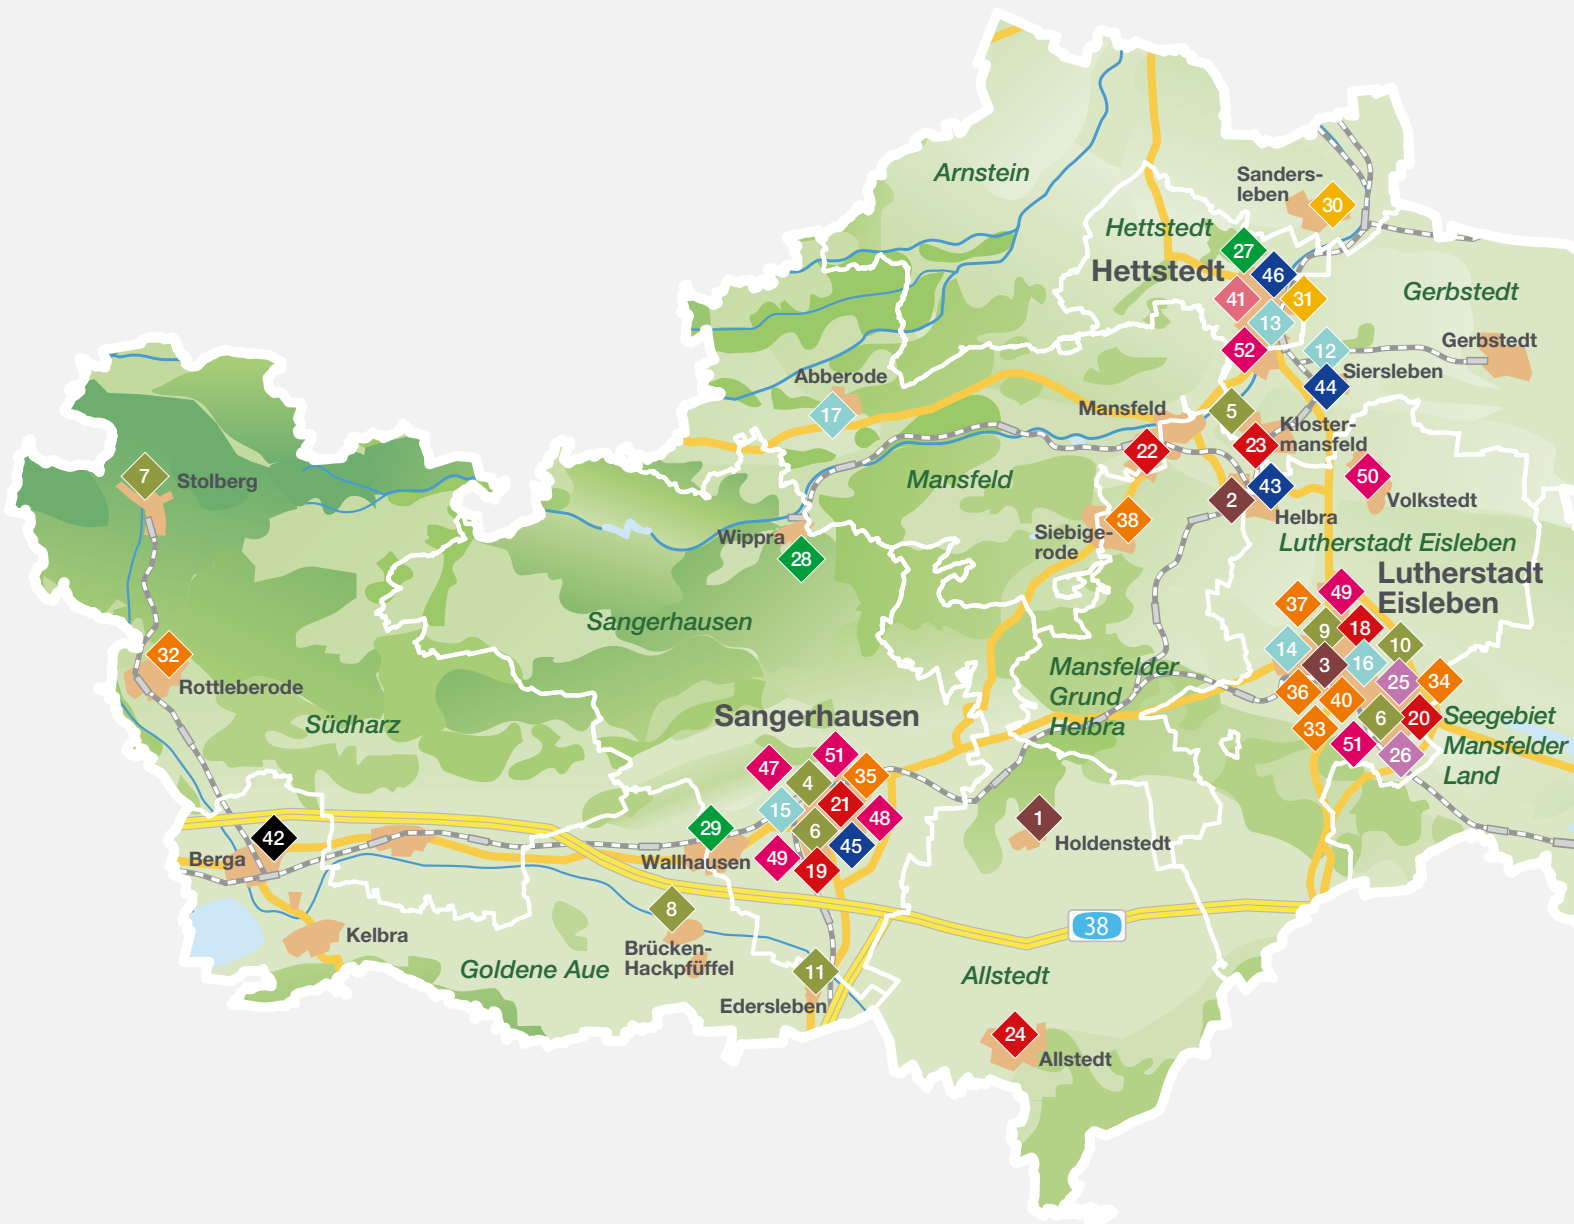 Arnstein
Sanders-
leben
30
Hettstedt
27
Hettstedt
46
41
31
Gerbstedt
13
52
12
Gerbstedt
Siersleben
44
Abberode
17
Mansfeld
5
Kloster-
mansfeld
23
22
7
Stolberg
Mansfeld
50
43
2
Volkstedt
Helbra
38
Siebige-
rode
Wippra
28
Lutherstadt Eisleben
Lutherstadt
Eisleben
49
37
Sangerhausen
9
18
10
14
3
16
32
Rottleberode
Mansfelder
Grund
Helbra
25
34
36
40
Südharz
Sangerhausen
6
20
33
51
26
Seegebiet
Mansfelder
Land
51
47
35
4
21
15
48
29
6
45
1
Holdenstedt
42
Berga
Wallhausen
49
19
8
38
Kelbra
Brücken-
Hackpfüffel
Goldene Aue
11
Allstedt
Edersleben
24
Allstedt